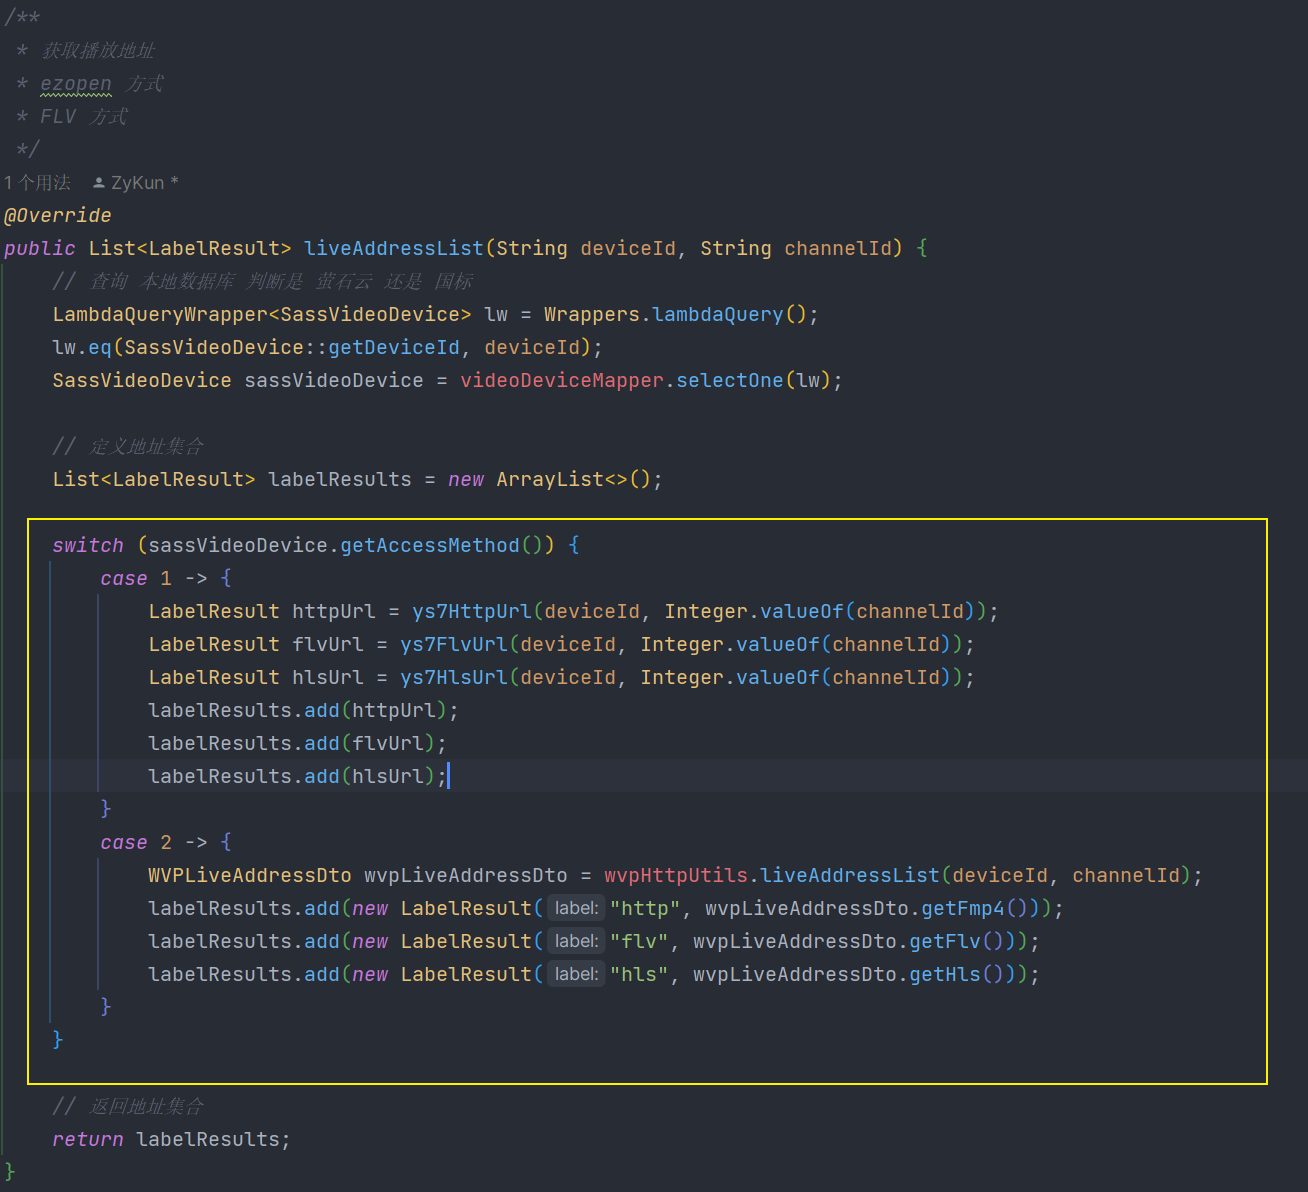 /**
* 获取播放地址
* ezopen 方式
* FLV 方式
*/
1 个用法 ZyKun *
@Override
public List<LabelResult> liveAddressList(String deviceId, String channelId) {
// 查询 本地数据库 判断是 萤石云 还是 国标
LambdaQueryWrapper<SassVideoDevice> lw = Wrappers.lambdaQuery();
lw.eq(SassVideoDevice::getDeviceId, deviceId);
SassVideoDevice sassVideoDevice = videoDeviceMapper.selectOne(lw);
// 定义地址集合
List<LabelResult> labelResults = new ArrayList<>();
switch (sassVideoDevice.getAccessMethod()) {
case 1 -> {
LabelResult httpUrl = ys7HttpUrl(deviceId, Integer.valueOf(channelId));
LabelResult flvUrl = ys7FlvUrl(deviceId, Integer.valueOf(channelId));
LabelResult hlsUrl = ys7HlsUrl(deviceId, Integer.valueOf(channelId));
labelResults.add(httpUrl);
labelResults.add(flvUrl);
labelResults.add(hlsUrl);
}
case 2 -> {
WVPLiveAddressDto wvpLiveAddressDto = wvpHttpUtils.liveAddressList(deviceId, channelId);
labelResults.add(new LabelResult( label: "http", wvpLiveAddressDto.getFmp4()));
labelResults.add(new LabelResult( label: "flv", wvpLiveAddressDto.getFlv()));
labelResults.add(new LabelResult( label: "hls", wvpLiveAddressDto.getHls()));
}
}
// 返回地址集合
return labelResults;
}